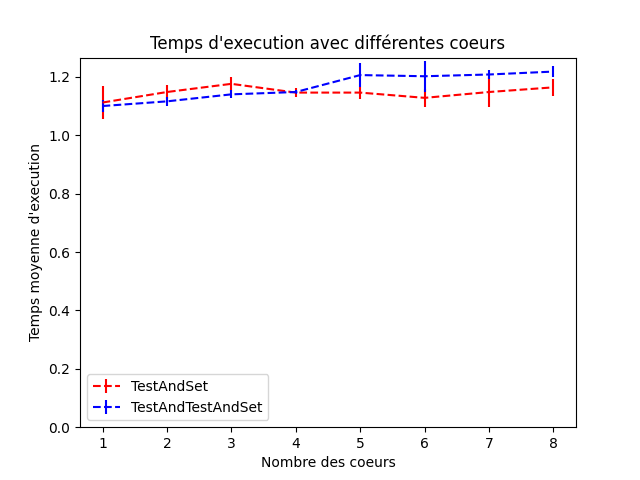 Temps d'execution avec différentes coeurs
Temps moyenne d'execution
1.2
1.0
0.8
0.6
0.4
0.2
0.0
TestAndSet
TestAndTestAndSet
1 2 3 4 5 6 7 8
Nombre des coeurs